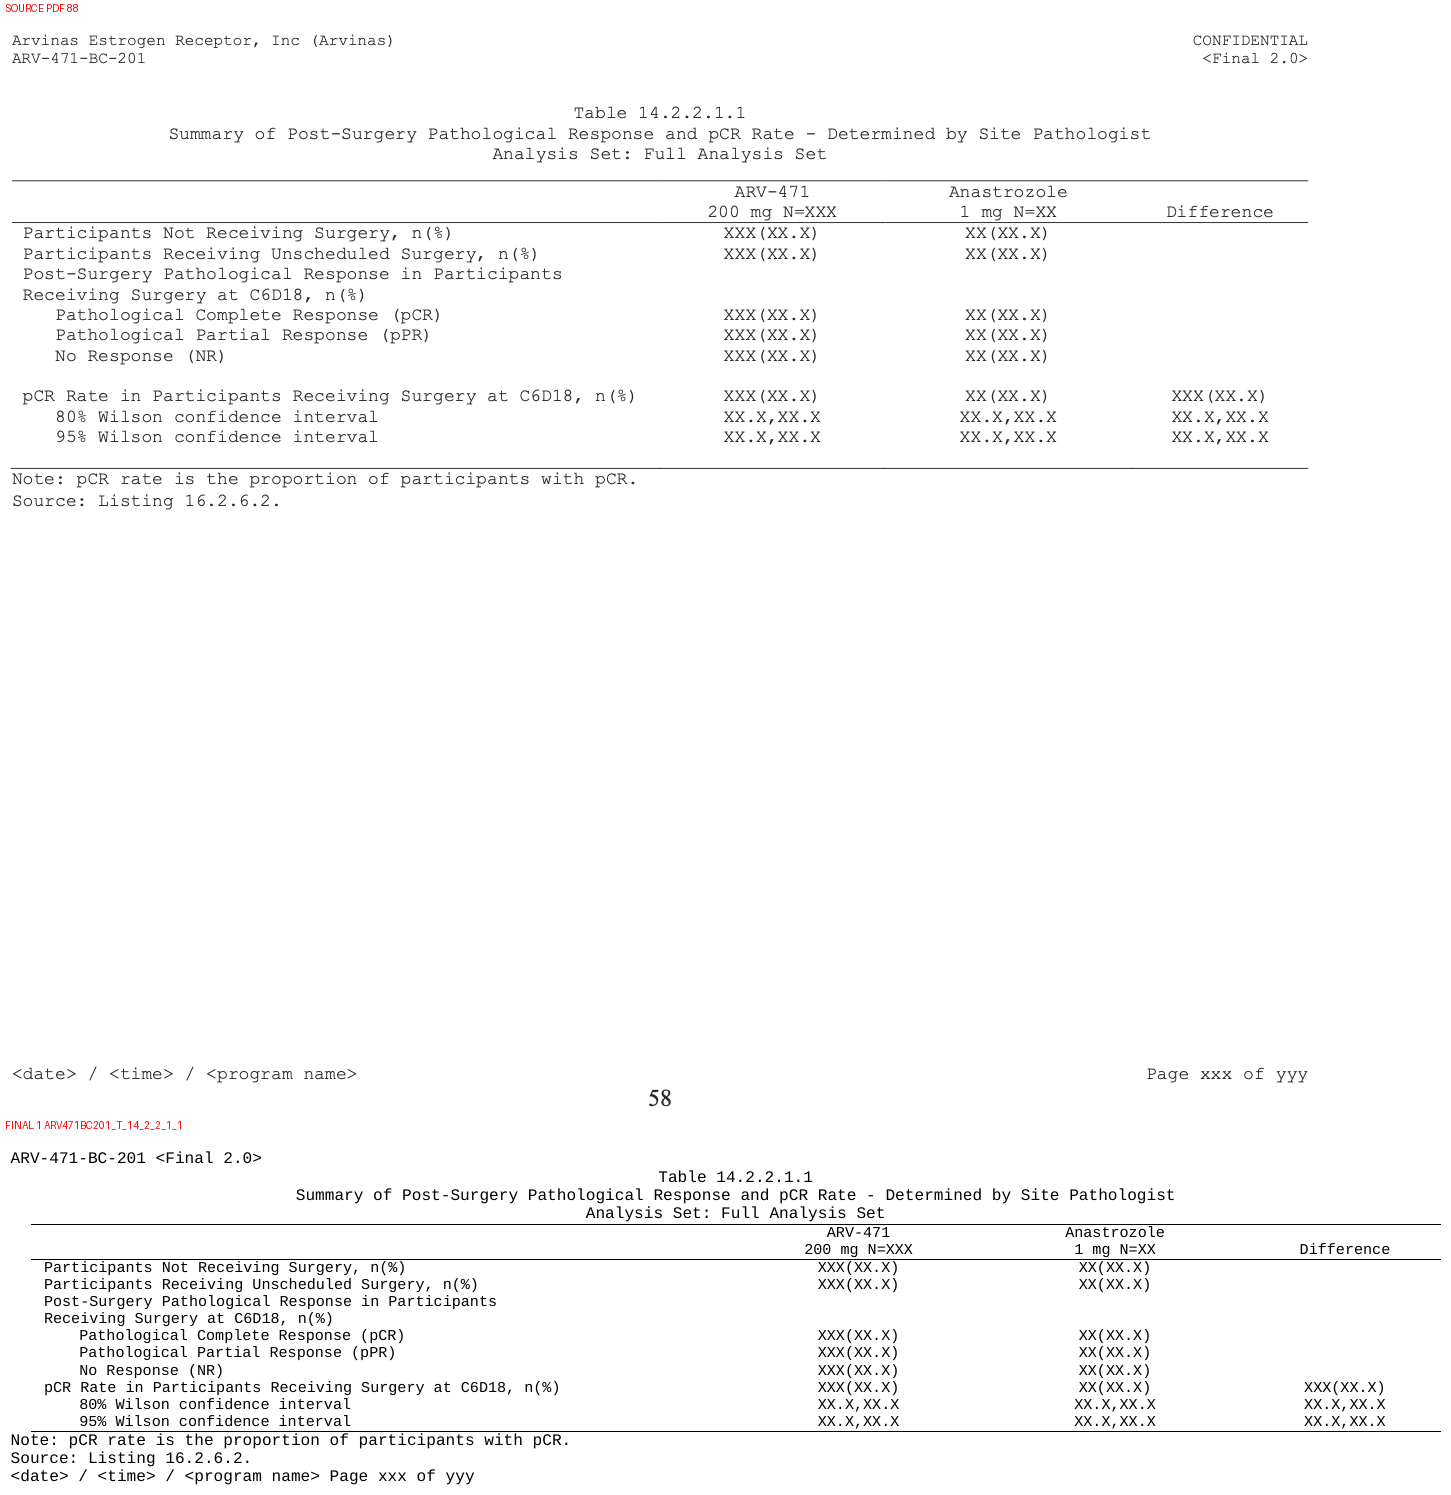 SOURCE PDF 88
Arvinas Estrogen Receptor, Inc (Arvinas) CONFIDENTIAL
ARV-471-BC-201 <Final 2.0>
Table 14.2.2.1.1
Summary of Post-Surgery Pathological Response and pCR Rate - Determined by Site Pathologist
Analysis Set: Full Analysis Set
ARV-471 Anastrozole
200 mg N=XXX 1 mg N=XX Difference
Participants Not Receiving Surgery, n(%) XXX(XX.X) XX(XX.X)
Participants Receiving Unscheduled Surgery, n(%) XXX(XX.X) XX(XX.X)
Post-Surgery Pathological Response in Participants
Receiving Surgery at C6D18, n(%)
Pathological Complete Response (pCR) XXX(XX.X) XX(XX.X)
Pathological Partial Response (pPR) XXX(XX.X) XX(XX.X)
No Response (NR) XXX(XX.X) XX(XX.X)
pCR Rate in Participants Receiving Surgery at C6D18, n(%) XXX(XX.X) XX(XX.X) XXX(XX.X)
80% Wilson confidence interval XX.X,XX.X XX.X,XX.X XX.X,XX.X
95% Wilson confidence interval XX.X,XX.X XX.X,XX.X XX.X,XX.X
Note: pCR rate is the proportion of participants with pCR.
Source: Listing 16.2.6.2.
<date> / <time> / <program name> Page xxx of yyy
58
FINAL 1 ARV471BC201_T_14_2_2_1_1
ARV-471-BC-201 <Final 2.0>
Table 14.2.2.1.1
Summary of Post-Surgery Pathological Response and pCR Rate - Determined by Site Pathologist
Analysis Set: Full Analysis Set
ARV-471 Anastrozole
200 mg N=XXX 1 mg N=XX Difference
Participants Not Receiving Surgery, n(%) XXX(XX.X) XX(XX.X)
Participants Receiving Unscheduled Surgery, n(%) XXX(XX.X) XX(XX.X)
Post-Surgery Pathological Response in Participants
Receiving Surgery at C6D18, n(%)
Pathological Complete Response (pCR) XXX(XX.X) XX(XX.X)
Pathological Partial Response (pPR) XXX(XX.X) XX(XX.X)
No Response (NR) XXX(XX.X) XX(XX.X)
pCR Rate in Participants Receiving Surgery at C6D18, n(%) XXX(XX.X) XX(XX.X) XXX(XX.X)
80% Wilson confidence interval XX.X,XX.X XX.X,XX.X XX.X,XX.X
95% Wilson confidence interval XX.X,XX.X XX.X,XX.X XX.X,XX.X
Note: pCR rate is the proportion of participants with pCR.
Source: Listing 16.2.6.2.
<date> / <time> / <program name> Page xxx of yyy